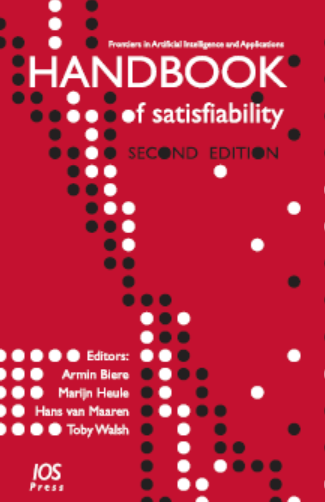 Frontiers in Artificial Intelligence and Applications
HANDBOOK
of satisfiability
SECOND EDITION
Editors:
Armin Biere
Marijn Heule
Hans van Maaren
Toby Walsh
IOS
Press